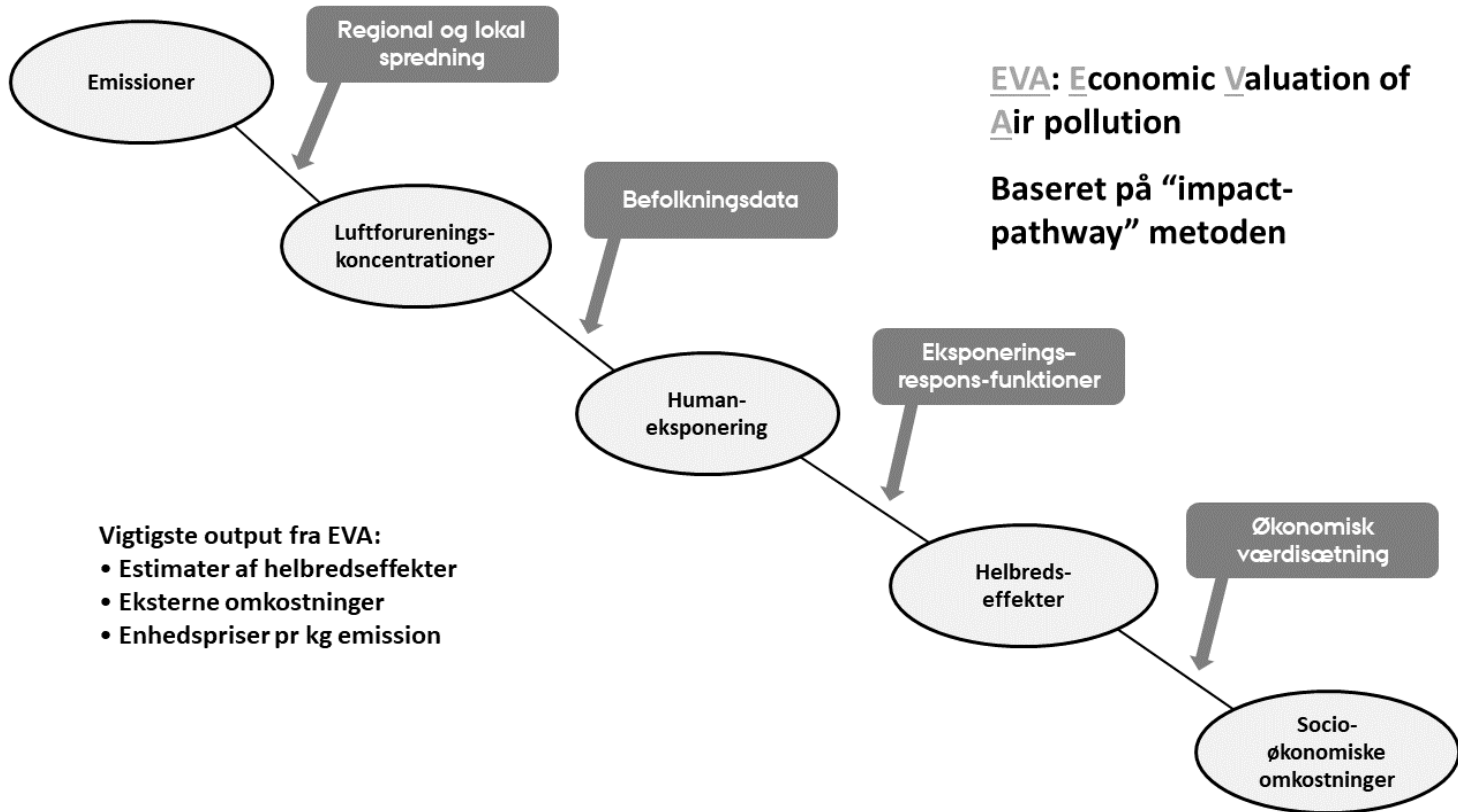 Emissioner
Regional og lokal
spredning
EVA: Economic Valuation of
Air pollution
Baseret på “impact-
pathway” metoden
Luftforurenings-
koncentrationer
Befolkningsdata
Human-
eksponering
Eksponerings-
respons-funktioner
Vigtigste output fra EVA:
• Estimater af helbredseffekter
• Eksterne omkostninger
• Enhedspriser pr kg emission
Helbreds-
effekter
Økonomisk
værdisætning
Socio-
økonomiske
omkostninger